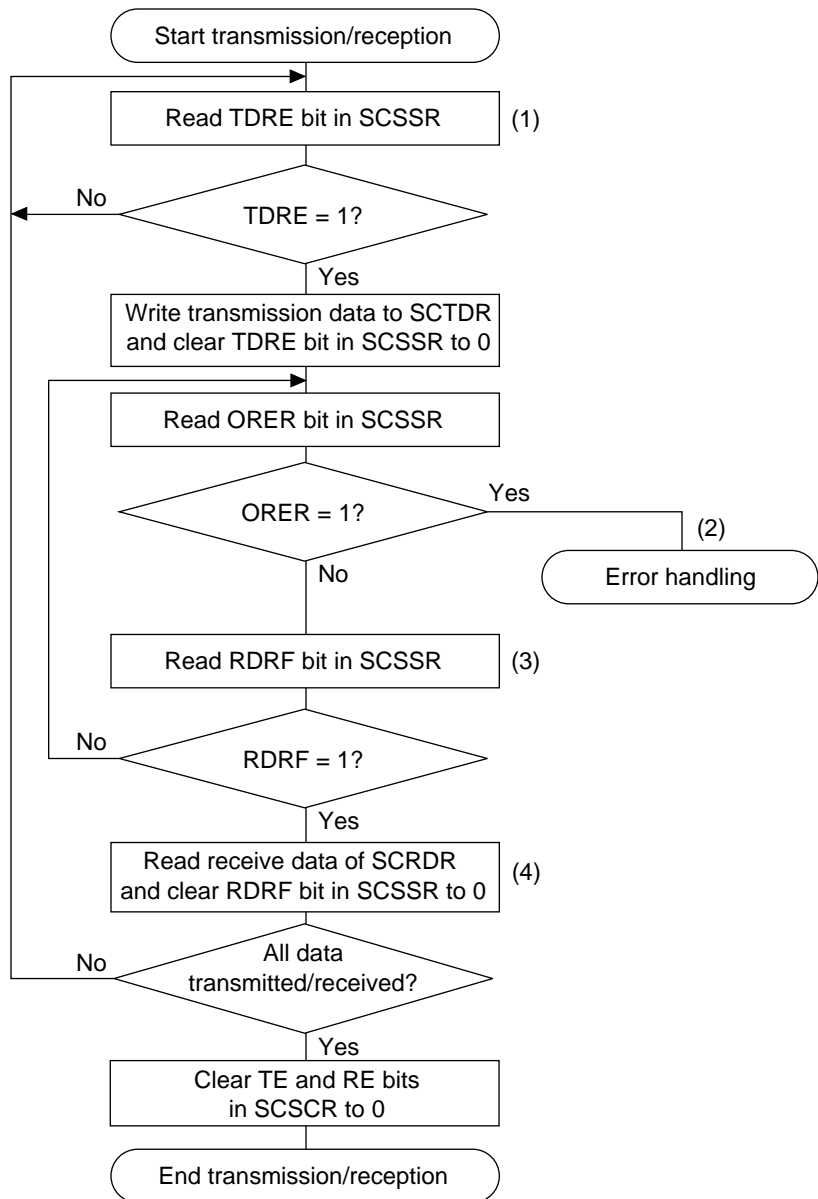 Start transmission/reception
Read TDRE bit in SCSSR
(1)
No
TDRE = 1?
Yes
Write transmission data to SCTDR
and clear TDRE bit in SCSSR to 0
Read ORER bit in SCSSR
Yes
ORER = 1?
(2)
No
Error handling
Read RDRF bit in SCSSR
(3)
No
RDRF = 1?
Yes
Read receive data of SCRDR
and clear RDRF bit in SCSSR to 0
(4)
All data
No
transmitted/received?
Yes
Clear TE and RE bits
in SCSCR to 0
End transmission/reception